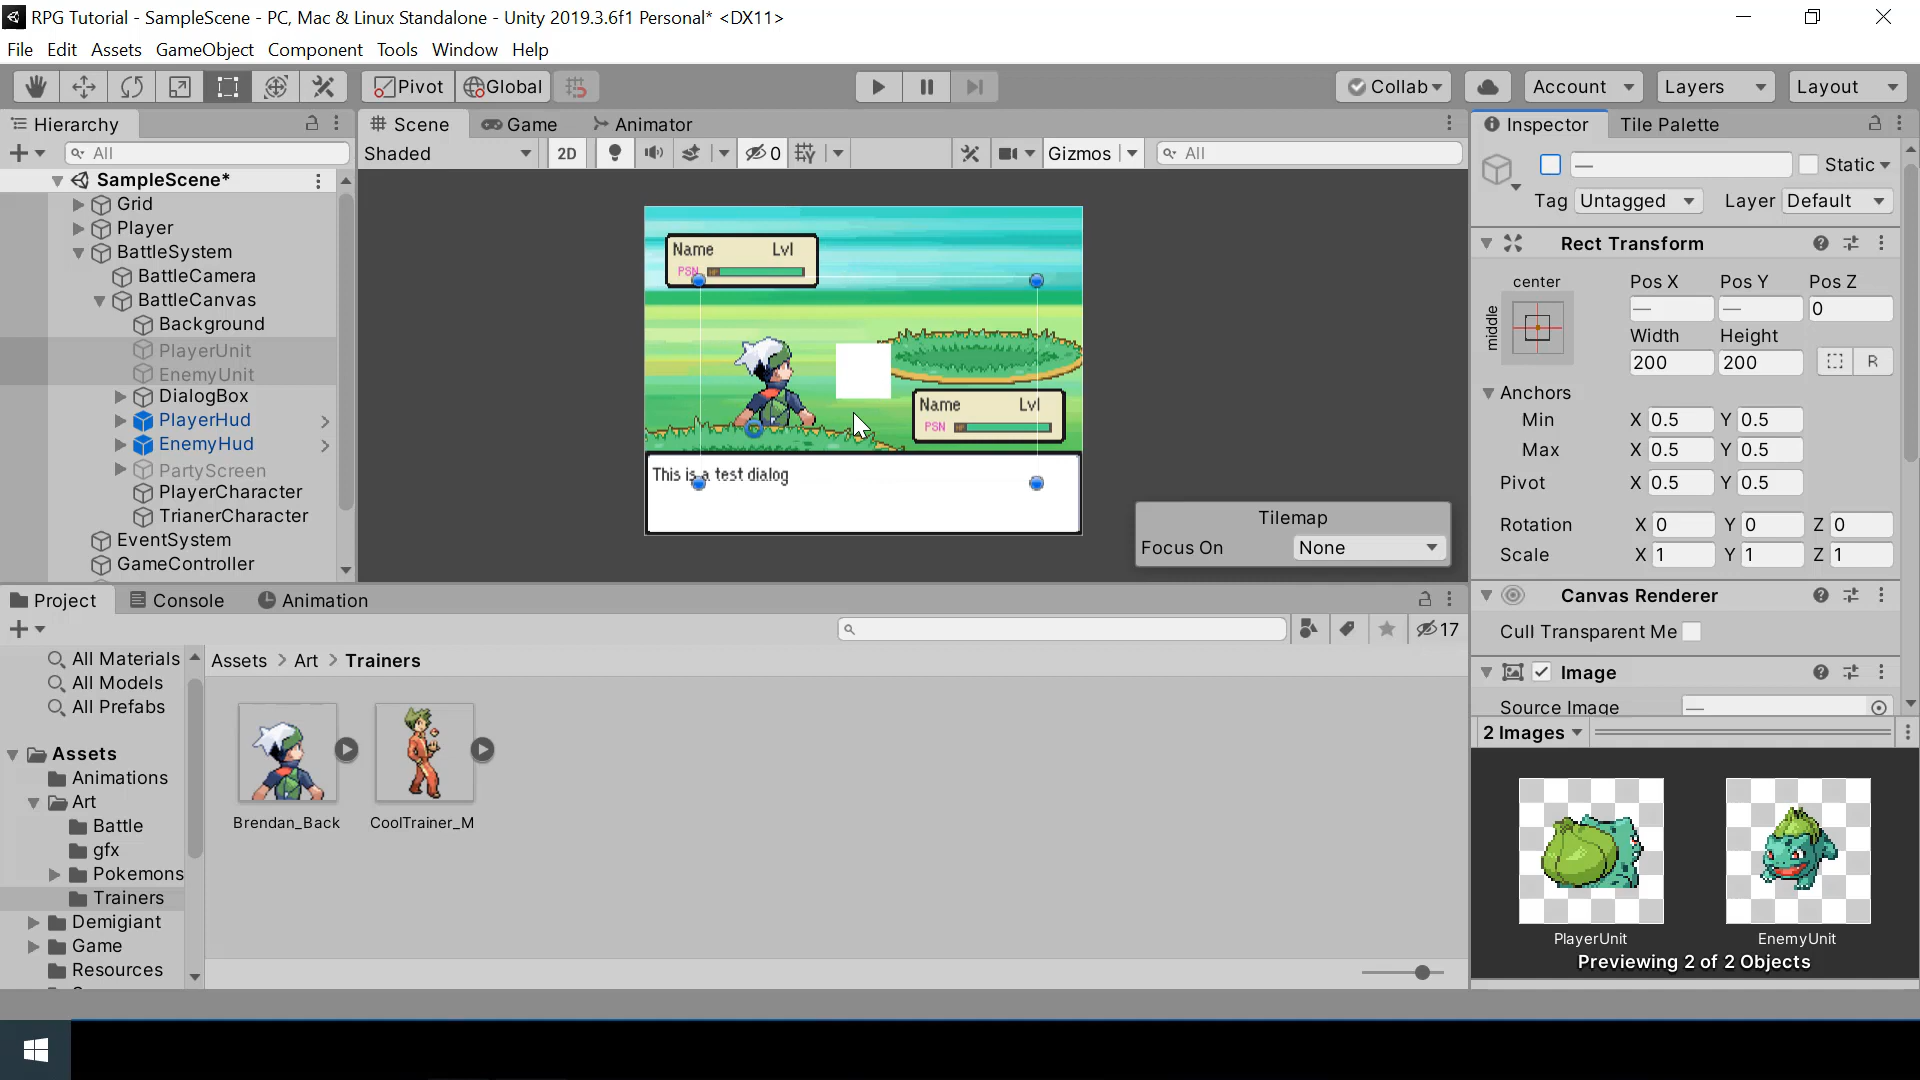 RPG Tutorial - SampleScene - PC, Mac & Linux Standalone - Unity 2019.3.6f1 Personal* <DX11>
File Edit Assets GameObject Component Tools Window Help
Pivot Global Collab Account Layers Layout
Hierarchy
All
SampleScene*
Grid
Player
BattleSystem
BattleCamera
BattleCanvas
Background
PlayerUnit
EnemyUnit
DialogBox
PlayerHud
EnemyHud
PartyScreen
PlayerCharacter
TrianerCharacter
EventSystem
GameController
Scene Game Animator
Shaded 2D 0 Gizmos All
Name Lvl
PSN
Name Lvl
PSN
This is a test dialog
Tilemap
Focus On None
Inspector Tile Palette
— Static
Tag Untagged Layer Default
Rect Transform
center
middle
Pos X Pos Y Pos Z
— — 0
Width Height
200 200 R
Anchors
Min X 0.5 Y 0.5
Max X 0.5 Y 0.5
Pivot X 0.5 Y 0.5
Rotation X 0 Y 0 Z 0
Scale X 1 Y 1 Z 1
Canvas Renderer
Cull Transparent Me
Image
Source Image —
2 Images
PlayerUnit EnemyUnit
Previewing 2 of 2 Objects
Project Console Animation
17
All Materials
All Models
All Prefabs
Assets
Animations
Art
Battle
gfx
Pokemons
Trainers
Demigiant
Game
Resources
Assets > Art > Trainers
Brendan_Back CoolTrainer_M